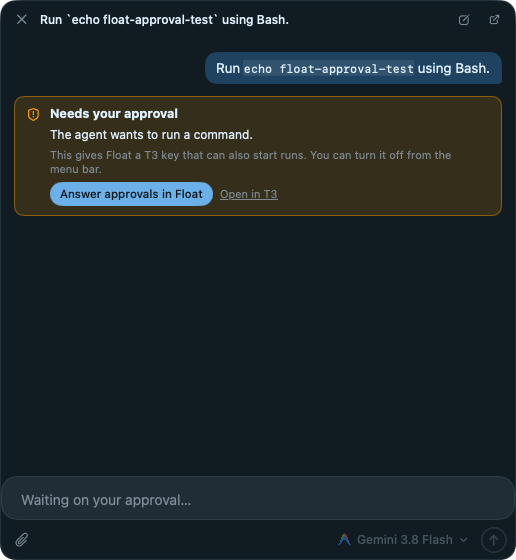 Run `echo float-approval-test` using Bash.
Run echo float-approval-test using Bash.
Needs your approval
The agent wants to run a command.
This gives Float a T3 key that can also start runs. You can turn it off from the
menu bar.
Answer approvals in Float
Open in T3
Waiting on your approval...
Gemini 3.8 Flash